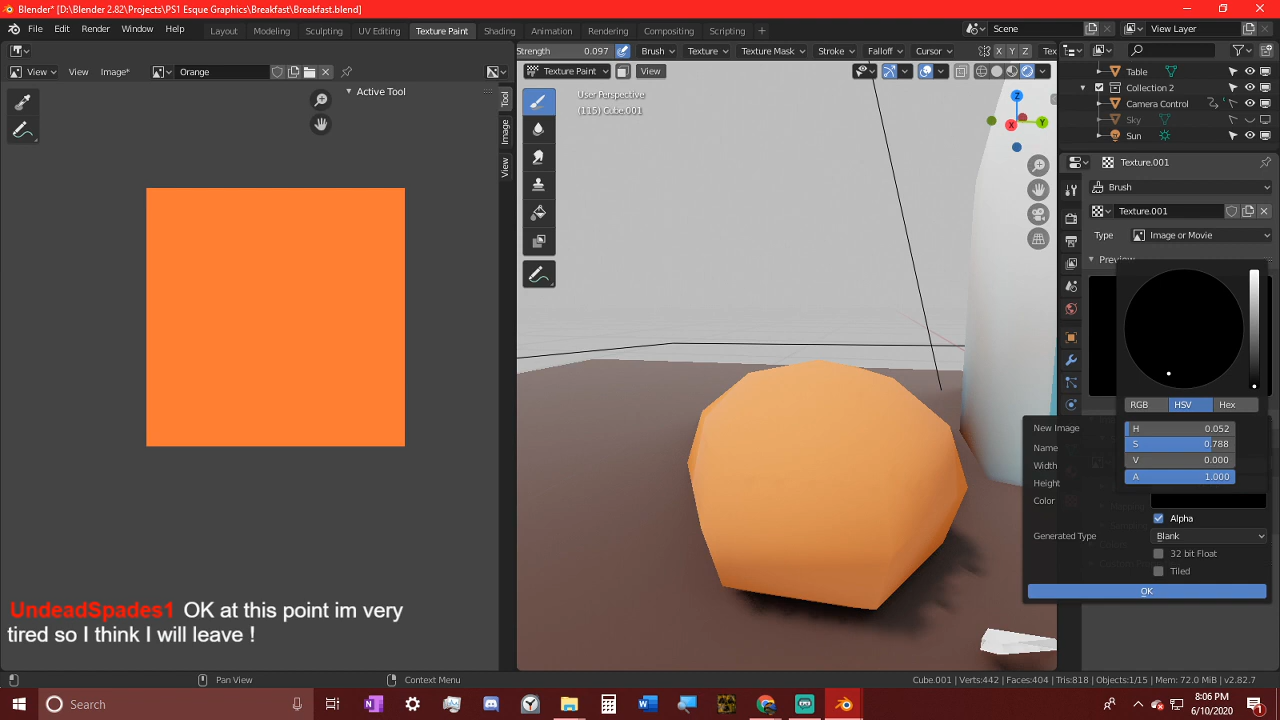 Blender* [D:\Blender 2.82\Spades\PS1 Esque Graphics\Breakfast\Breakfast.blend]
File Edit Render Window Help Layout Modeling Sculpting UV Editing Texture Paint Shading Animation Rendering Compositing Scripting + Scene View Layer
Strength 0.097 Brush Texture Texture Mask Stroke Falloff Cursor X Y Z Tex
View View Image* Orange Texture Paint View
Active Tool
Tool
Image
View
User Perspective
(115) Cube.001
Z
X
Y
Table
Collection 2
Camera Control
Sky
Sun
Texture.001
Brush
Texture.001
Type Image or Movie
Preview
RGB HSV Hex
H 0.052
S 0.788
V 0.000
A 1.000
New Image
Name
Width
Height
Color
Alpha
Generated Type Blank
32 bit Float
Tiled
OK
UndeadSpades1 OK at this point im very
tired so I think I will leave !
Pan View Context Menu Cube.001 | Verts:442 | Faces:404 | Tris:818 | Objects:1/15 | Mem: 72.0 MiB | v2.82.7
Search
8:06 PM
6/10/2020
1